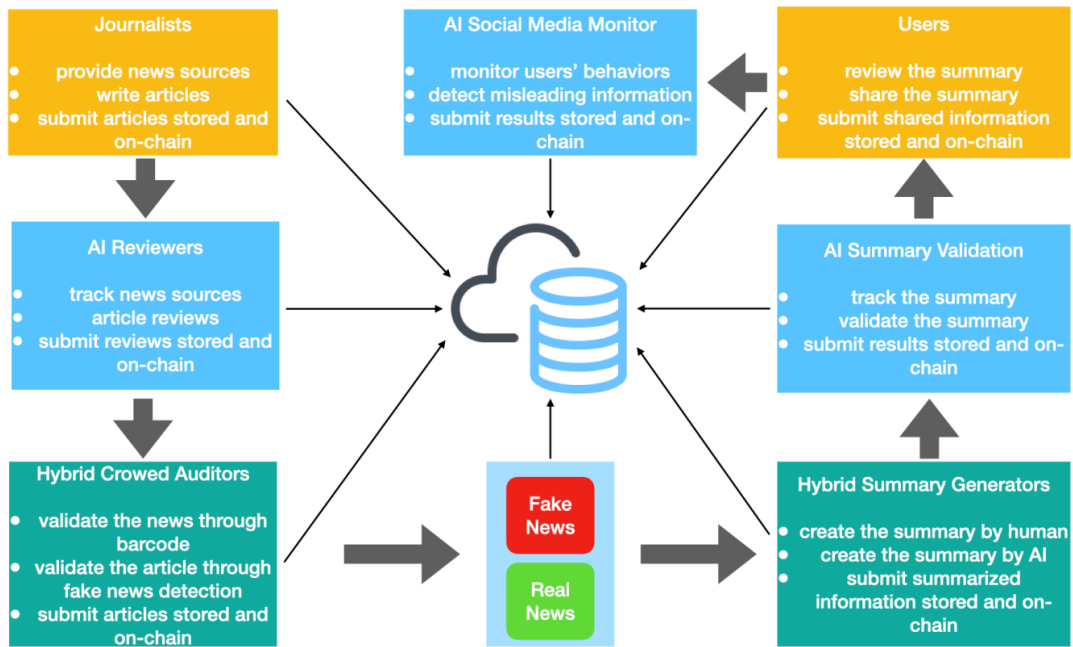 Journalists
• provide news sources
• write articles
• submit articles stored and
on-chain
AI Social Media Monitor
• monitor users' behaviors
• detect misleading information
• submit results stored and on-
chain
Users
• review the summary
• share the summary
• submit shared information
stored and on-chain
AI Reviewers
• track news sources
• article reviews
• submit reviews stored and
on-chain
AI Summary Validation
• track the summary
• validate the summary
• submit results stored and on-
chain
Hybrid Crowed Auditors
• validate the news through
barcode
• validate the article through
fake news detection
• submit articles stored and
on-chain
Fake
News
Real
News
Hybrid Summary Generators
• create the summary by human
• create the summary by AI
• submit summarized
information stored and on-
chain